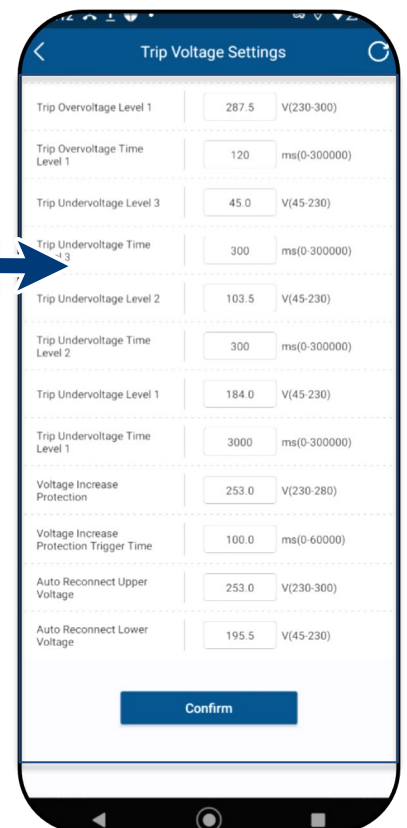 Trip Voltage Settings
Trip Overvoltage Level 1 287.5 V(230-300)
Trip Overvoltage Time
Level 1 120 ms(0-300000)
Trip Undervoltage Level 3 45.0 V(45-230)
Trip Undervoltage Time
3 300 ms(0-300000)
Trip Undervoltage Level 2 103.5 V(45-230)
Trip Undervoltage Time
Level 2 300 ms(0-300000)
Trip Undervoltage Level 1 184.0 V(45-230)
Trip Undervoltage Time
Level 1 3000 ms(0-300000)
Voltage Increase
Protection 253.0 V(230-280)
Voltage Increase
Protection Trigger Time 100.0 ms(0-60000)
Auto Reconnect Upper
Voltage 253.0 V(230-300)
Auto Reconnect Lower
Voltage 195.5 V(45-230)
Confirm